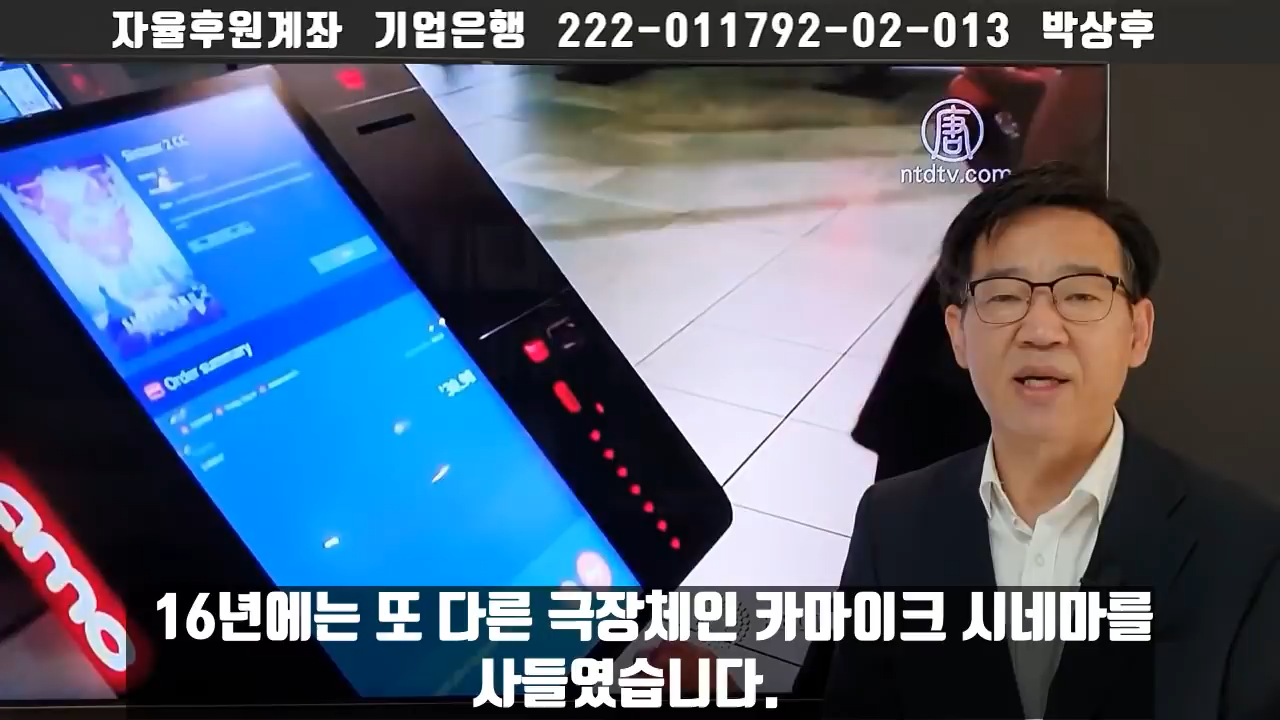 자율후원계좌 기업은행 222-011792-02-013 박상후
唐
ntdtv.com
Order summary
amc
16년에는 또 다른 극장체인 카마이크 시네마를
사들였습니다.